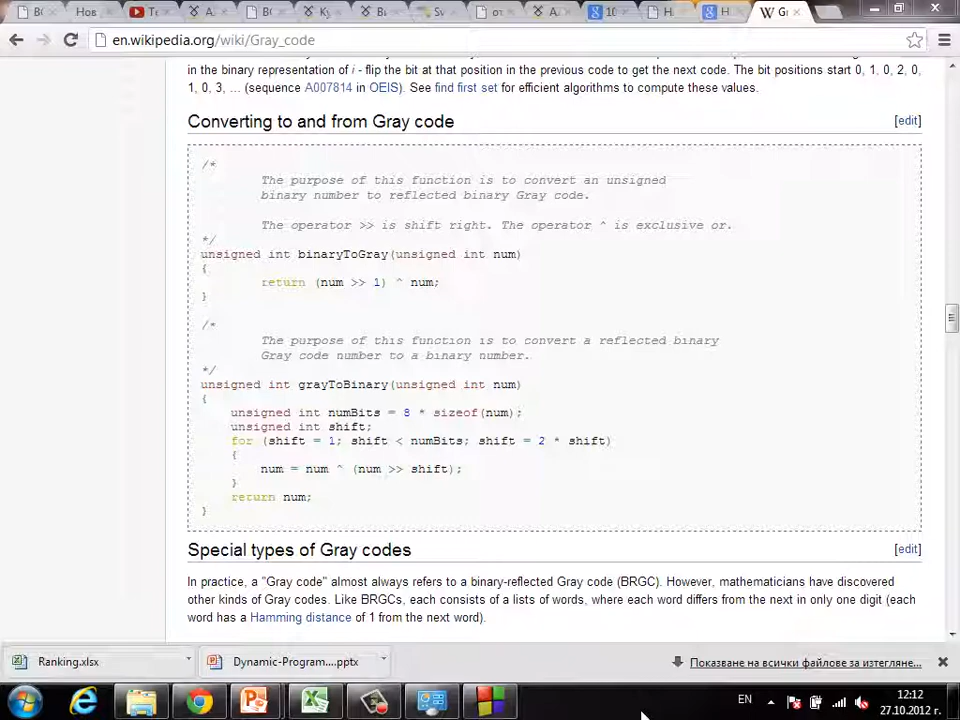 Нов
en.wikipedia.org/wiki/Gray_code
in the binary representation of i - flip the bit at that position in the previous code to get the next code. The bit positions start 0, 1, 0, 2, 0,
1, 0, 3, ... (sequence A007814 in OEIS). See find first set for efficient algorithms to compute these values.
Converting to and from Gray code [edit]
/*
The purpose of this function is to convert an unsigned
binary number to reflected binary Gray code.
The operator >> is shift right. The operator ^ is exclusive or.
*/
unsigned int binaryToGray(unsigned int num)
{
return (num >> 1) ^ num;
}
/*
The purpose of this function is to convert a reflected binary
Gray code number to a binary number.
*/
unsigned int grayToBinary(unsigned int num)
{
unsigned int numBits = 8 * sizeof(num);
unsigned int shift;
for (shift = 1; shift < numBits; shift = 2 * shift)
{
num = num ^ (num >> shift);
}
return num;
}
Special types of Gray codes [edit]
In practice, a "Gray code" almost always refers to a binary-reflected Gray code (BRGC). However, mathematicians have discovered
other kinds of Gray codes. Like BRGCs, each consists of a lists of words, where each word differs from the next in only one digit (each
word has a Hamming distance of 1 from the next word).
Ranking.xlsx Dynamic-Program....pptx Показване на всички файлове за изтегляне...
EN 12:12
27.10.2012 г.